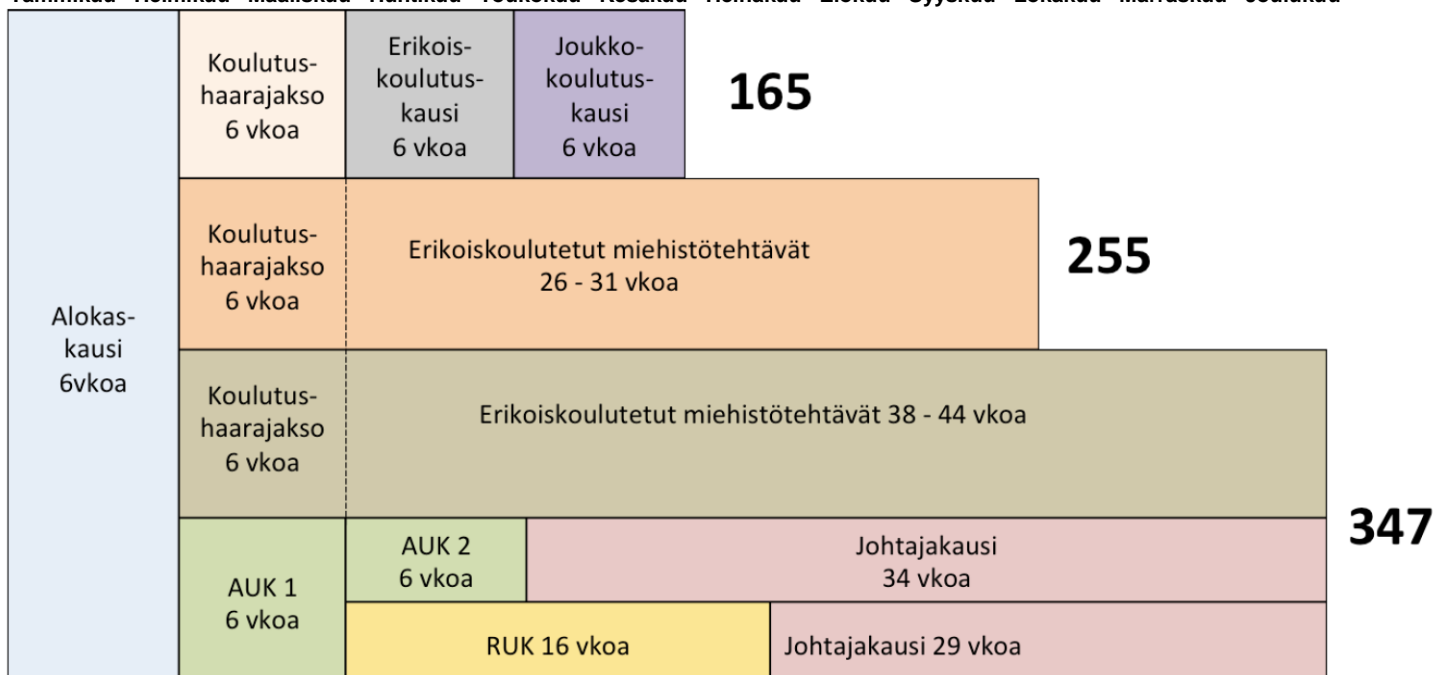 Koulutus-
haarajakso
6 vkoa
Erikois-
koulutus-
kausi
6 vkoa
Joukko-
koulutus-
kausi
6 vkoa
165
Koulutus-
haarajakso
6 vkoa
Erikoiskoulutetut miehistötehtävät
26 - 31 vkoa
255
Alokas-
kausi
6vkoa
Koulutus-
haarajakso
6 vkoa
Erikoiskoulutetut miehistötehtävät 38 - 44 vkoa
347
AUK 1
6 vkoa
AUK 2
6 vkoa
Johtajakausi
34 vkoa
RUK 16 vkoa
Johtajakausi 29 vkoa